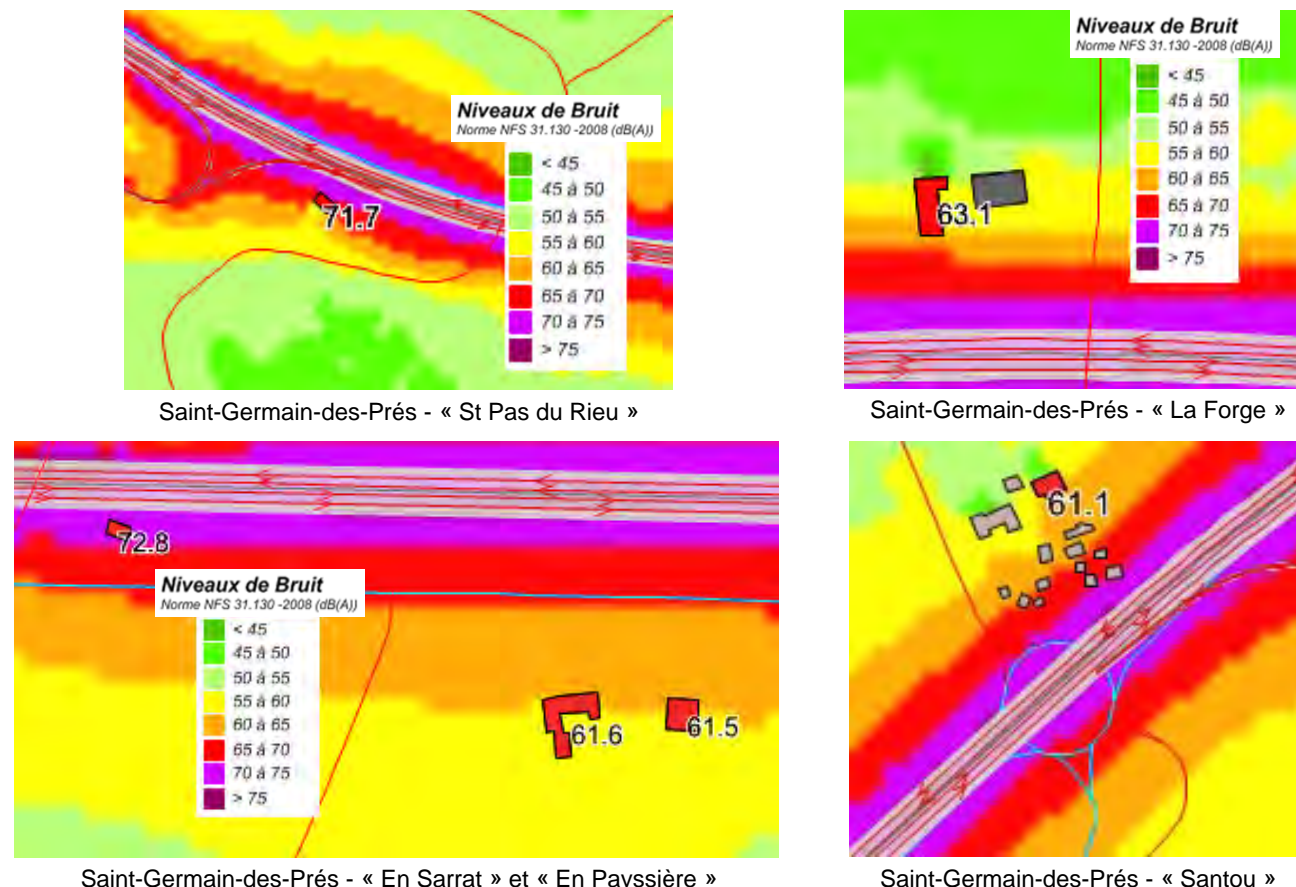 Niveaux de Bruit
Norme NFS 31.130 -2008 (dB(A))
< 45
45 à 50
50 à 55
55 à 60
60 à 65
65 à 70
70 à 75
> 75
71.7
Saint-Germain-des-Prés - « St Pas du Rieu »
Niveaux de Bruit
Norme NFS 31.130 -2008 (dB(A))
< 45
45 à 50
50 à 55
55 à 60
60 à 65
65 à 70
70 à 75
> 75
63.1
Saint-Germain-des-Prés - « La Forge »
72.8
Niveaux de Bruit
Norme NFS 31.130 -2008 (dB(A))
< 45
45 à 50
50 à 55
55 à 60
60 à 65
65 à 70
70 à 75
> 75
61.6
61.5
Saint-Germain-des-Prés - « En Sarrat » et « En Payssière »
61.1
Saint-Germain-des-Prés - « Santou »